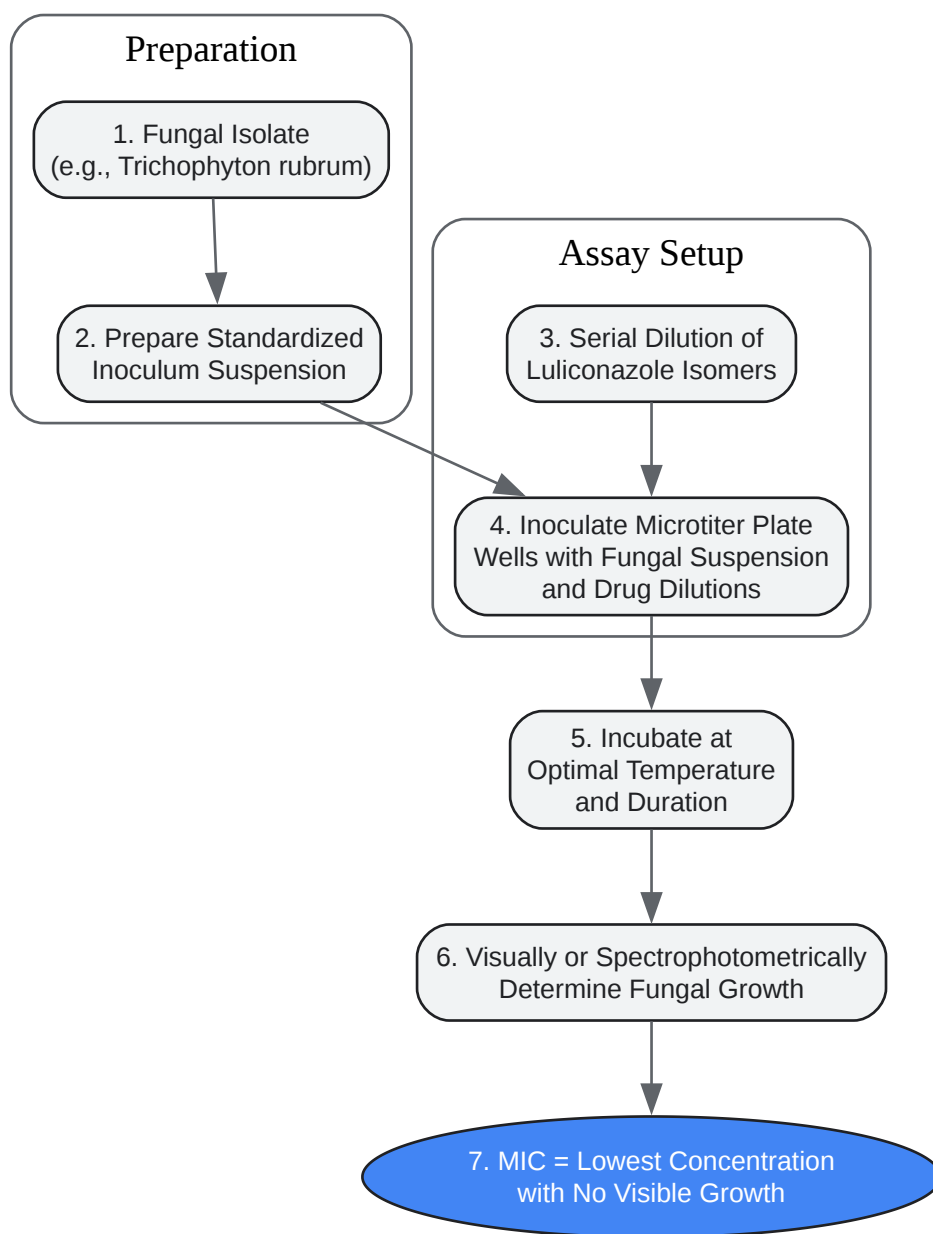 Preparation
1. Fungal Isolate
(e.g., Trichophyton rubrum)
2. Prepare Standardized
Inoculum Suspension
Assay Setup
3. Serial Dilution of
Luliconazole Isomers
4. Inoculate Microtiter Plate
Wells with Fungal Suspension
and Drug Dilutions
5. Incubate at
Optimal Temperature
and Duration
6. Visually or Spectrophotometrically
Determine Fungal Growth
7. MIC = Lowest Concentration
with No Visible Growth